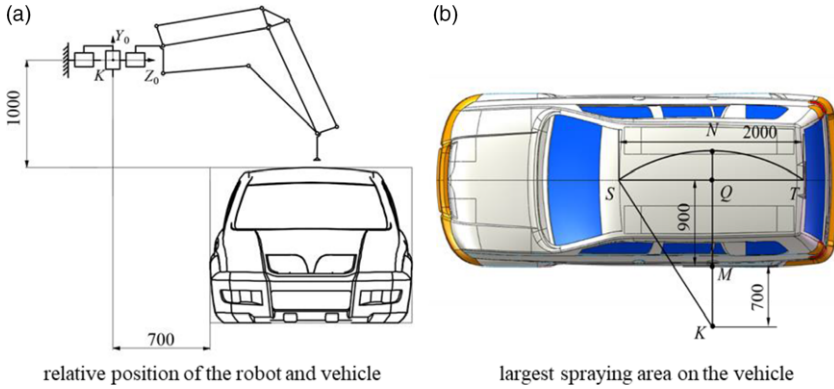 (a)
Y0
K
Z0
1000
700
relative position of the robot and vehicle
(b)
N
2000
S
Q
T
900
M
700
K
largest spraying area on the vehicle